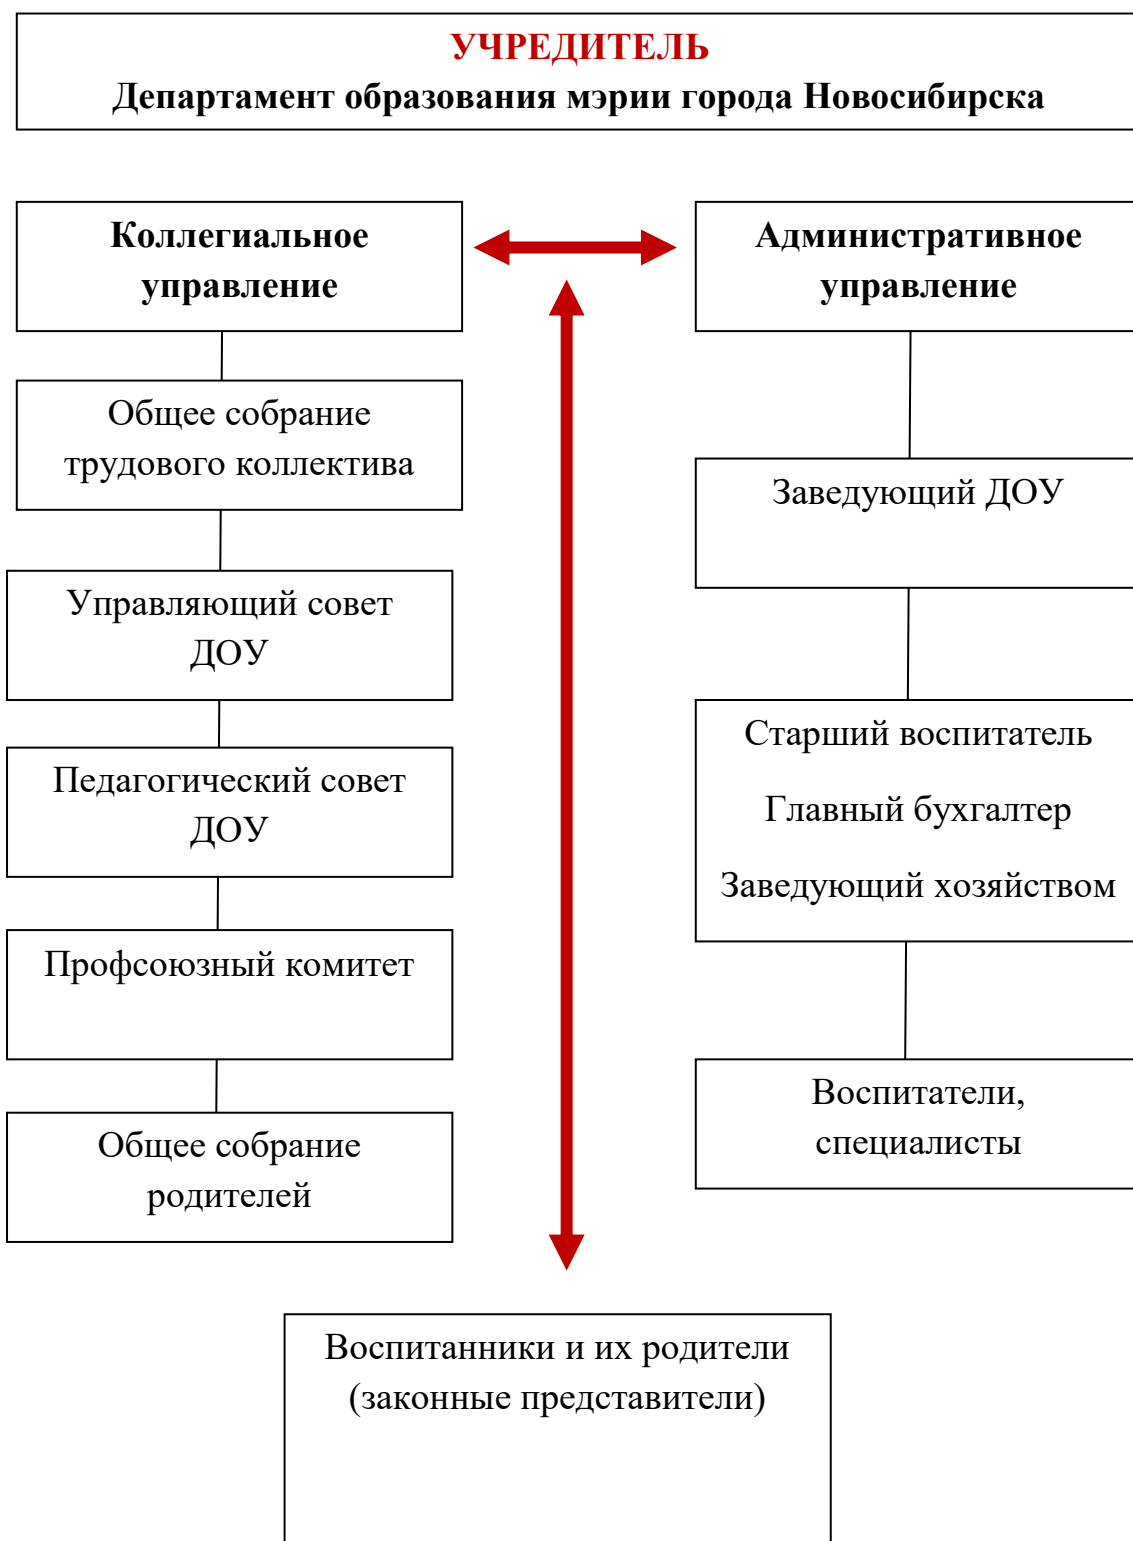 УЧРЕДИТЕЛЬ
Департамент образования мэрии города Новосибирска
Коллегиальное
управление
Административное
управление
Общее собрание
трудового коллектива
Управляющий совет
ДОУ
Педагогический совет
ДОУ
Профсоюзный комитет
Общее собрание
родителей
Заведующий ДОУ
Старший воспитатель
Главный бухгалтер
Заведующий хозяйством
Воспитатели,
специалисты
Воспитанники и их родители
(законные представители)